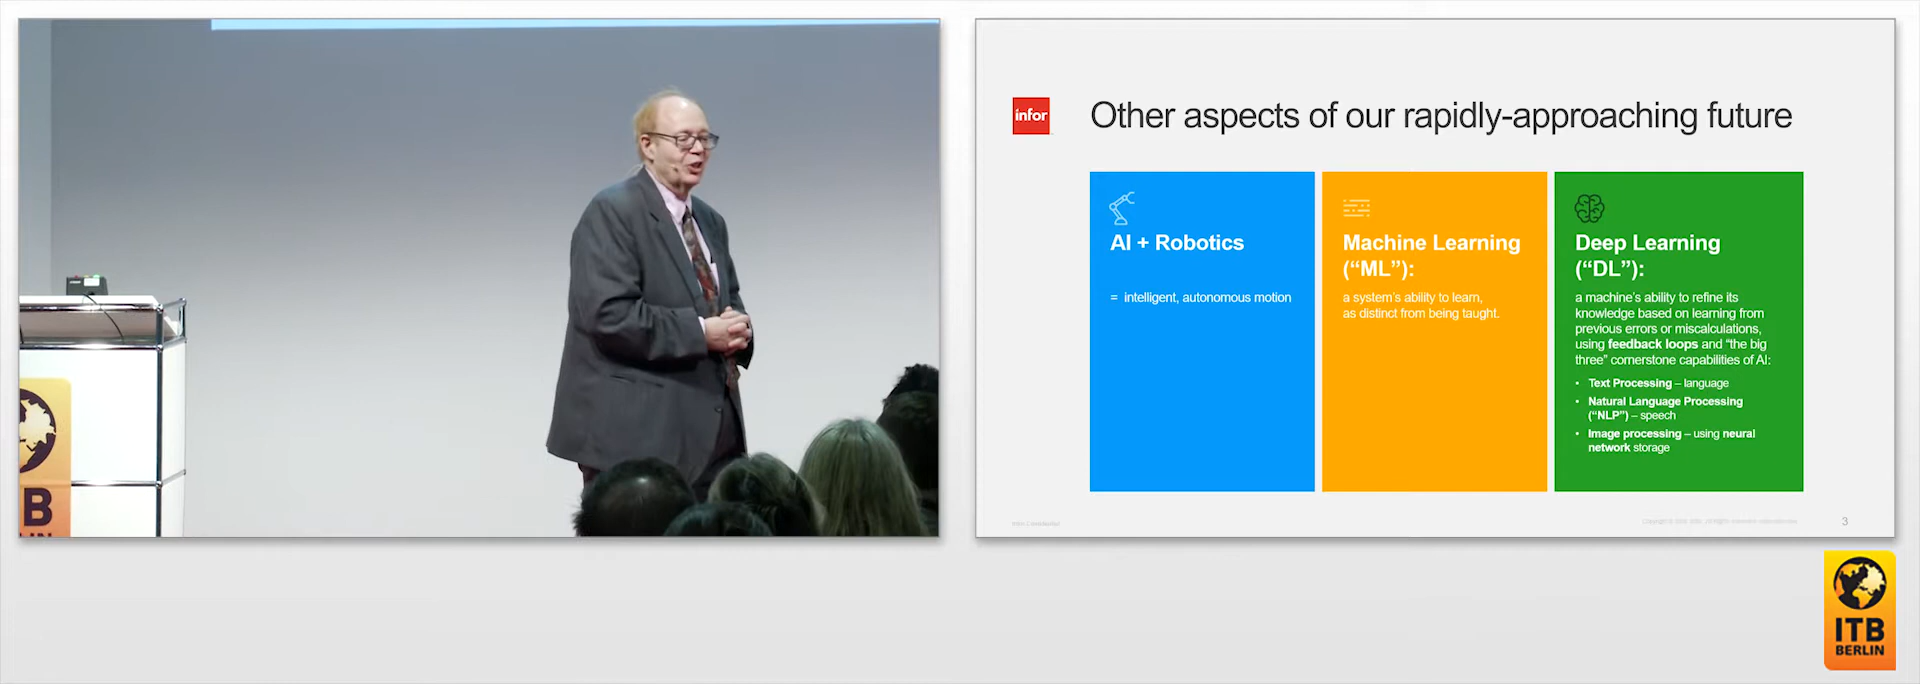 B
infor
Other aspects of our rapidly-approaching future
AI + Robotics
= intelligent, autonomous motion
Machine Learning
(“ML”):
a system’s ability to learn,
as distinct from being taught.
Deep Learning
(“DL”):
a machine’s ability to refine its
knowledge based on learning from
previous errors or miscalculations,
using feedback loops and “the big
three” cornerstone capabilities of AI:
• Text Processing – language
• Natural Language Processing
(“NLP”) – speech
• Image processing – using neural
network storage
3
ITB
BERLIN